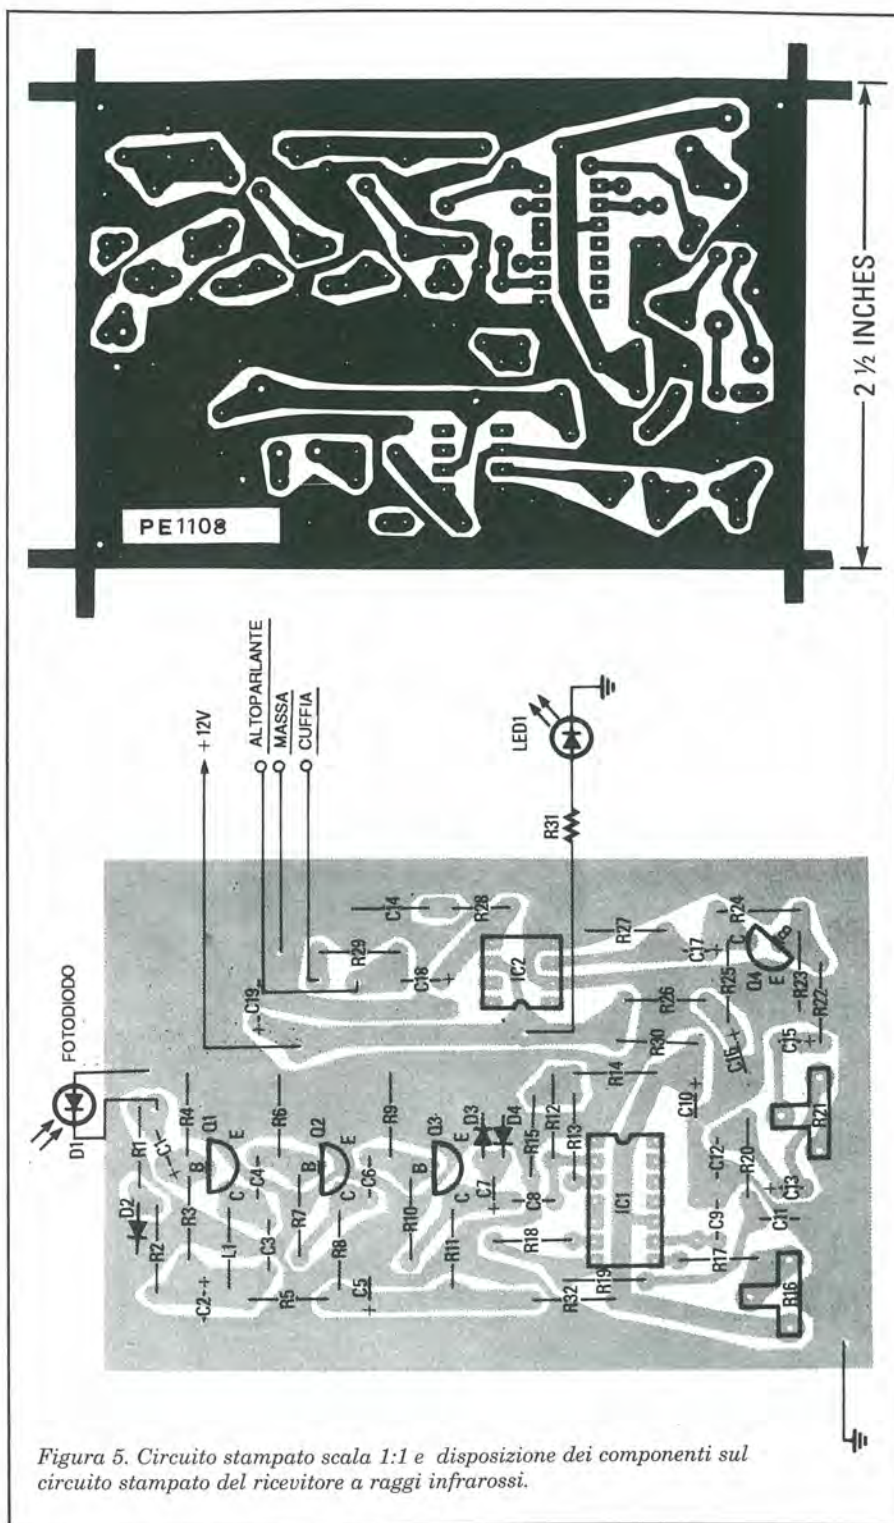 2 ½ INCHES
PE1108
ALTOPARLANTE
MASSA
CUFFIA
+ 12V
LED1
R31
FOTODIODO
D1
D2
R1
C1
R2
R3
R4
Q1
B
E
C
C2
L1
C3
C4
R5
R6
R7
Q2
B
C
E
R8
C5
C6
R9
R10
Q3
B
E
C
R11
C7
D3
D4
C8
R15
R12
R13
R14
R18
R32
R19
IC1
C19
R29
C18
C14
R28
IC2
R27
R26
R30
C17
R25
R24
Q4
C
E
R23
R22
C16
C15
C10
R21
R20
C12
C9
C13
C11
R17
R16
Figura 5. Circuito stampato scala 1:1 e disposizione dei componenti sul
circuito stampato del ricevitore a raggi infrarossi.